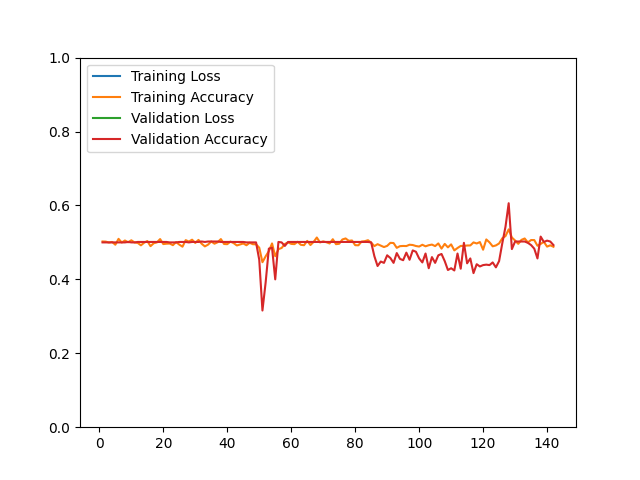 Training Loss
Training Accuracy
Validation Loss
Validation Accuracy
1.0
0.8
0.6
0.4
0.2
0.0
0 20 40 60 80 100 120 140